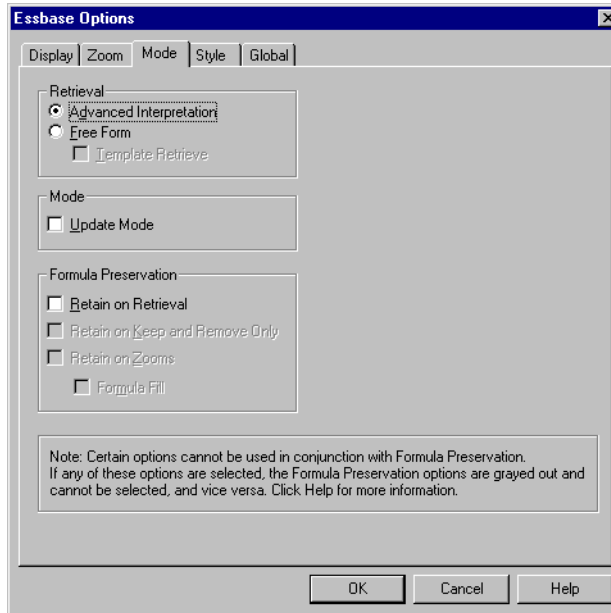 Essbase Options
Display Zoom Mode Style Global
Retrieval
Advanced Interpretation
Free Form
Template Retrieve
Mode
Update Mode
Formula Preservation
Retain on Retrieval
Retain on Keep and Remove Only
Retain on Zooms
Formula Fill
Note: Certain options cannot be used in conjunction with Formula Preservation.
If any of these options are selected, the Formula Preservation options are grayed out and
cannot be selected, and vice versa. Click Help for more information.
OK Cancel Help